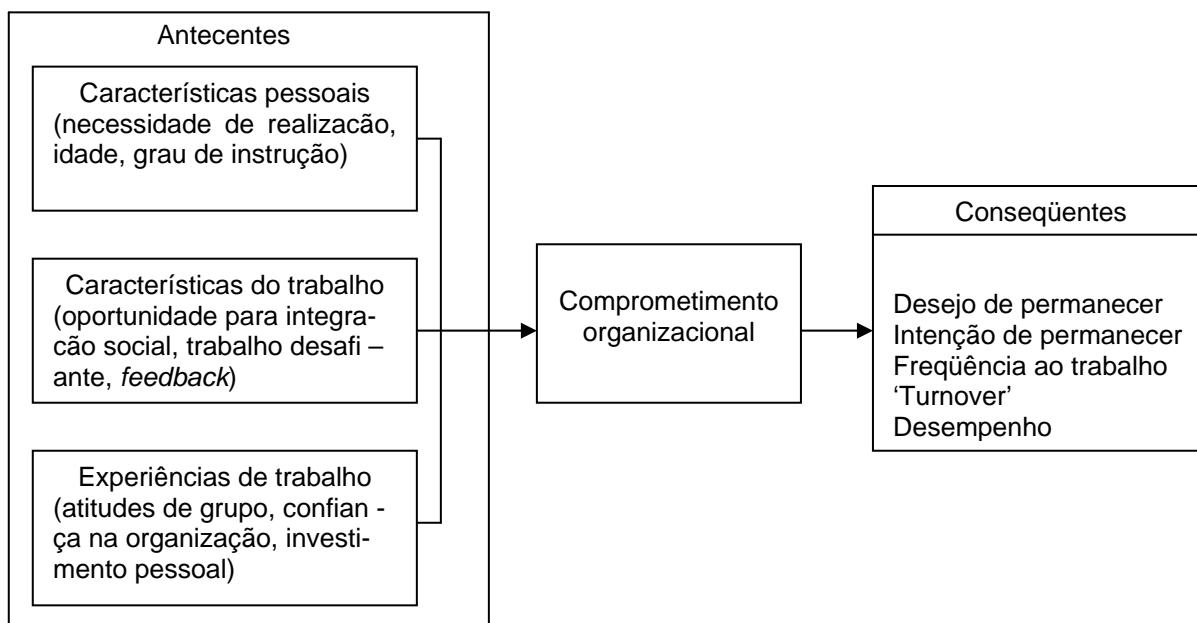 Antecentes
Características pessoais
(necessidade de realizacão,
idade, grau de instrução)
Características do trabalho
(oportunidade para integra-
cão social, trabalho desafi –
ante, feedback)
Experiências de trabalho
(atitudes de grupo, confian -
ça na organização, investi-
mento pessoal)
Comprometimento
organizacional
Conseqüentes
Desejo de permanecer
Intenção de permanecer
Freqüência ao trabalho
‘Turnover’
Desempenho